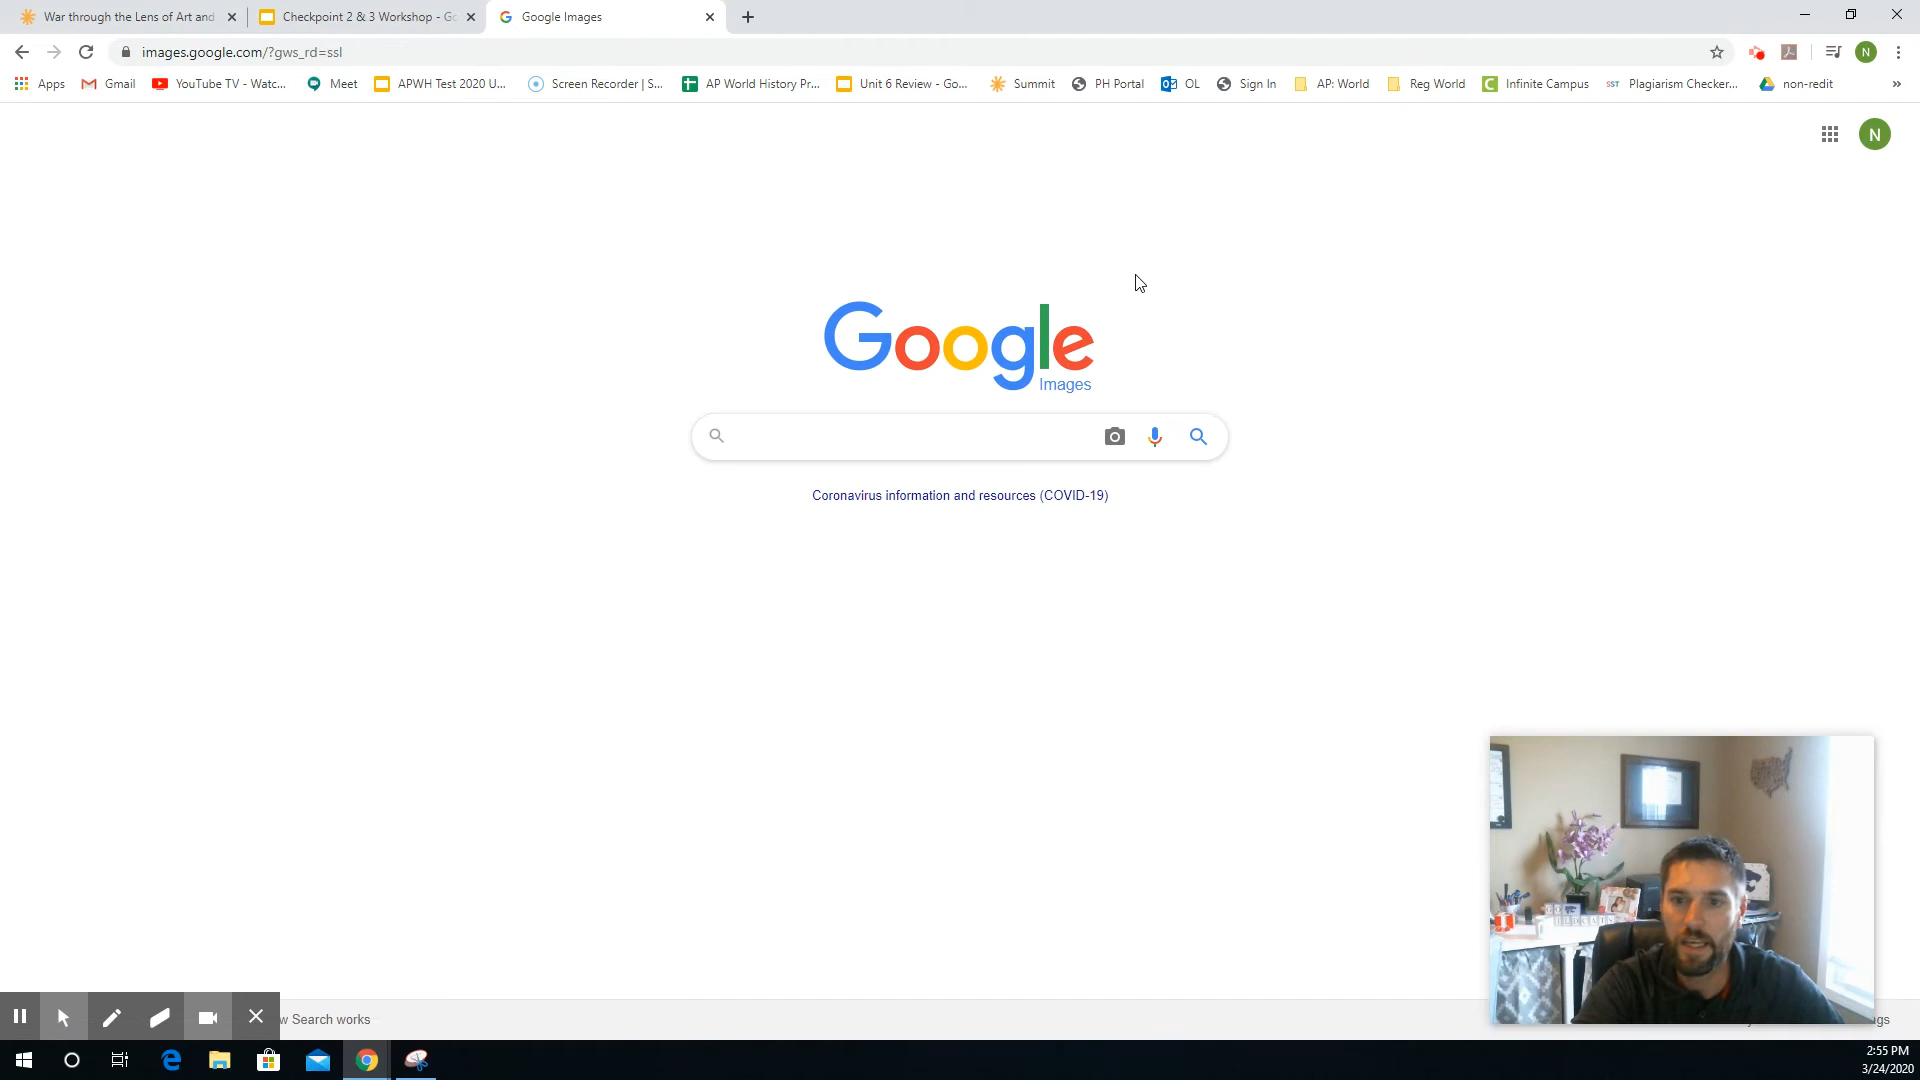 War through the Lens of Art and
Checkpoint 2 & 3 Workshop - Go
Google Images
images.google.com/?gws_rd=ssl
N
Apps
Gmail
YouTube TV - Watc...
Meet
APWH Test 2020 U...
Screen Recorder | S...
AP World History Pr...
Unit 6 Review - Go...
Summit
PH Portal
OL
Sign In
AP: World
Reg World
Infinite Campus
SST
Plagiarism Checker...
non-redit
»
N
Google
Images
Coronavirus information and resources (COVID-19)
w Search works
2:55 PM
3/24/2020